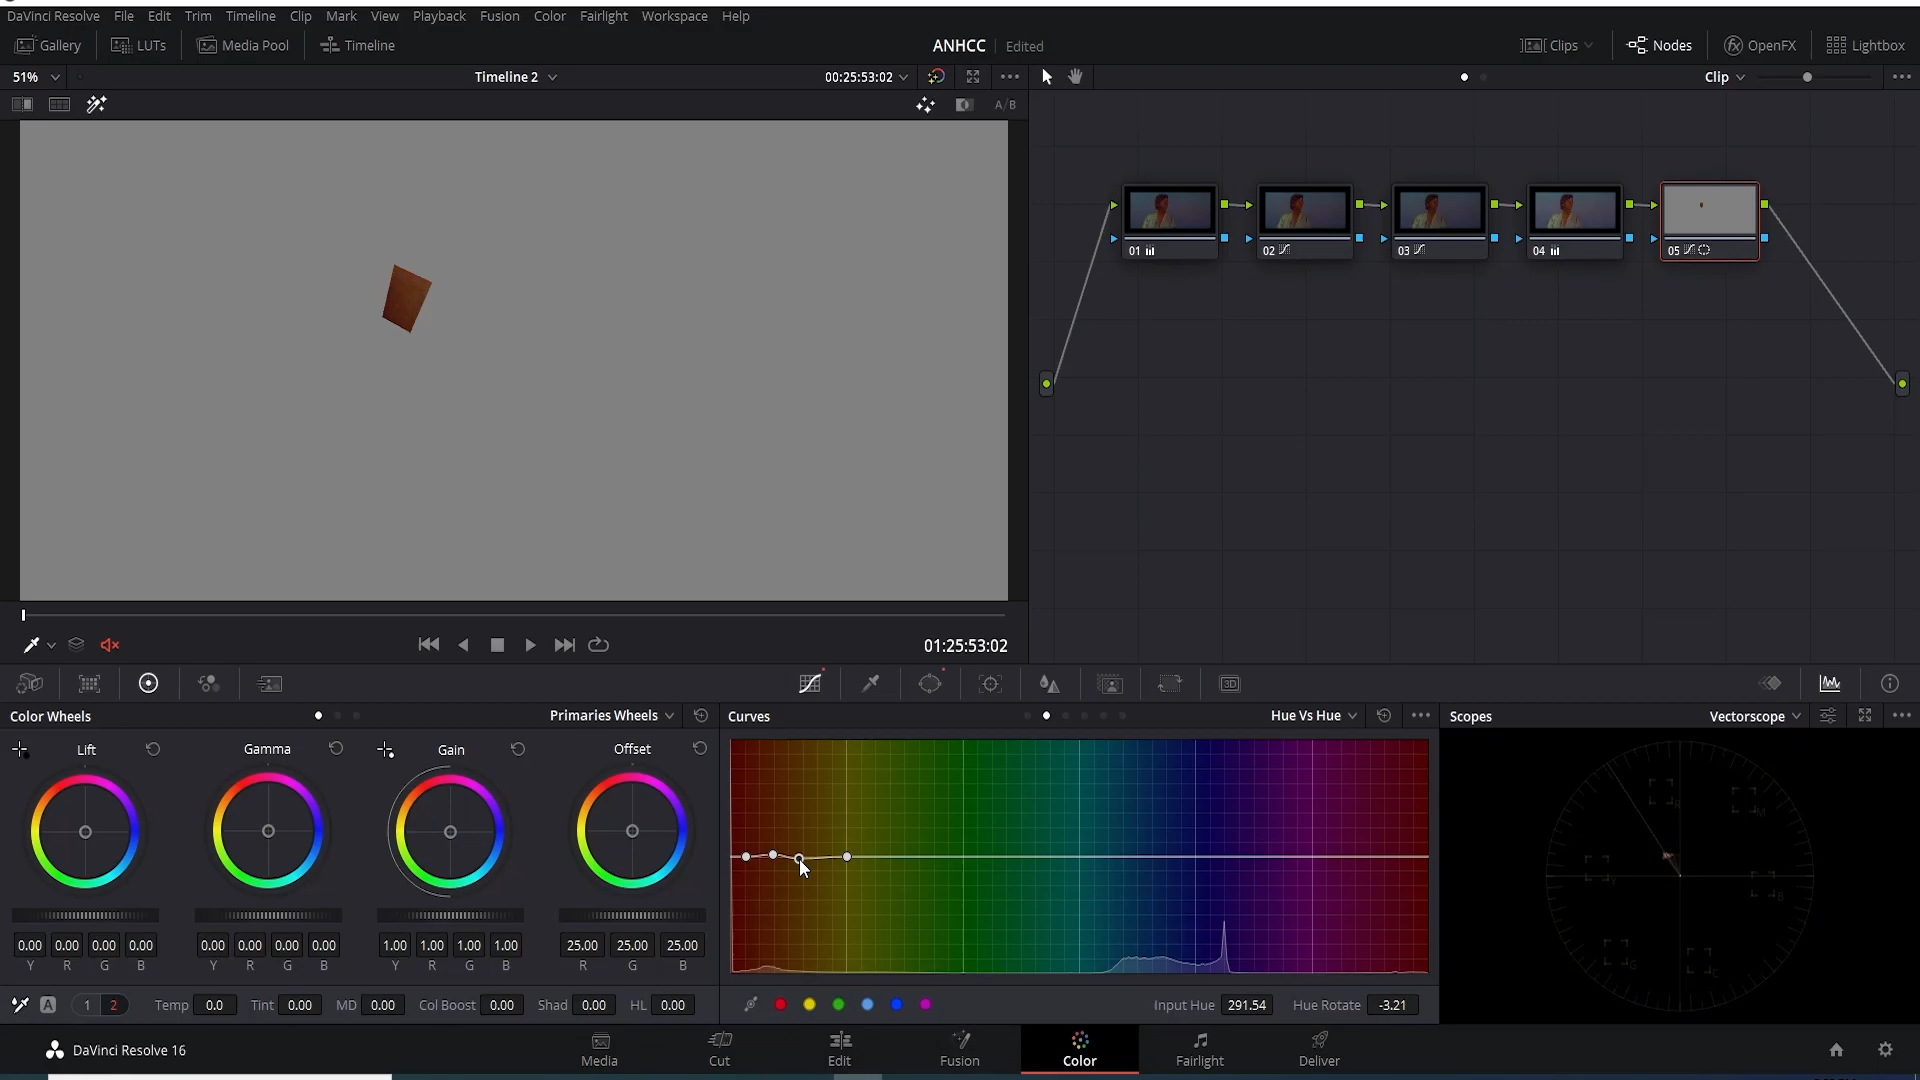 DaVinci Resolve File Edit Trim Timeline Clip Mark View Playback Fusion Color Fairlight Workspace Help
Gallery LUTs Media Pool Timeline ANHCC Edited Clips Nodes OpenFX Lightbox
51% Timeline 2 00:25:53:02 Clip
A/B
01 02 03 04 05
01:25:53:02
3D
Color Wheels Primaries Wheels Curves Hue Vs Hue Scopes Vectorscope
Lift Gamma Gain Offset
R M
Y B
G C
0.00 0.00 0.00 0.00 0.00 0.00 0.00 0.00 1.00 1.00 1.00 1.00 25.00 25.00 25.00
Y R G B Y R G B Y R G B R G B
A 1 2 Temp 0.0 Tint 0.00 MD 0.00 Col Boost 0.00 Shad 0.00 HL 0.00 Input Hue 291.54 Hue Rotate -3.21
DaVinci Resolve 16 Media Cut Edit Fusion Color Fairlight Deliver